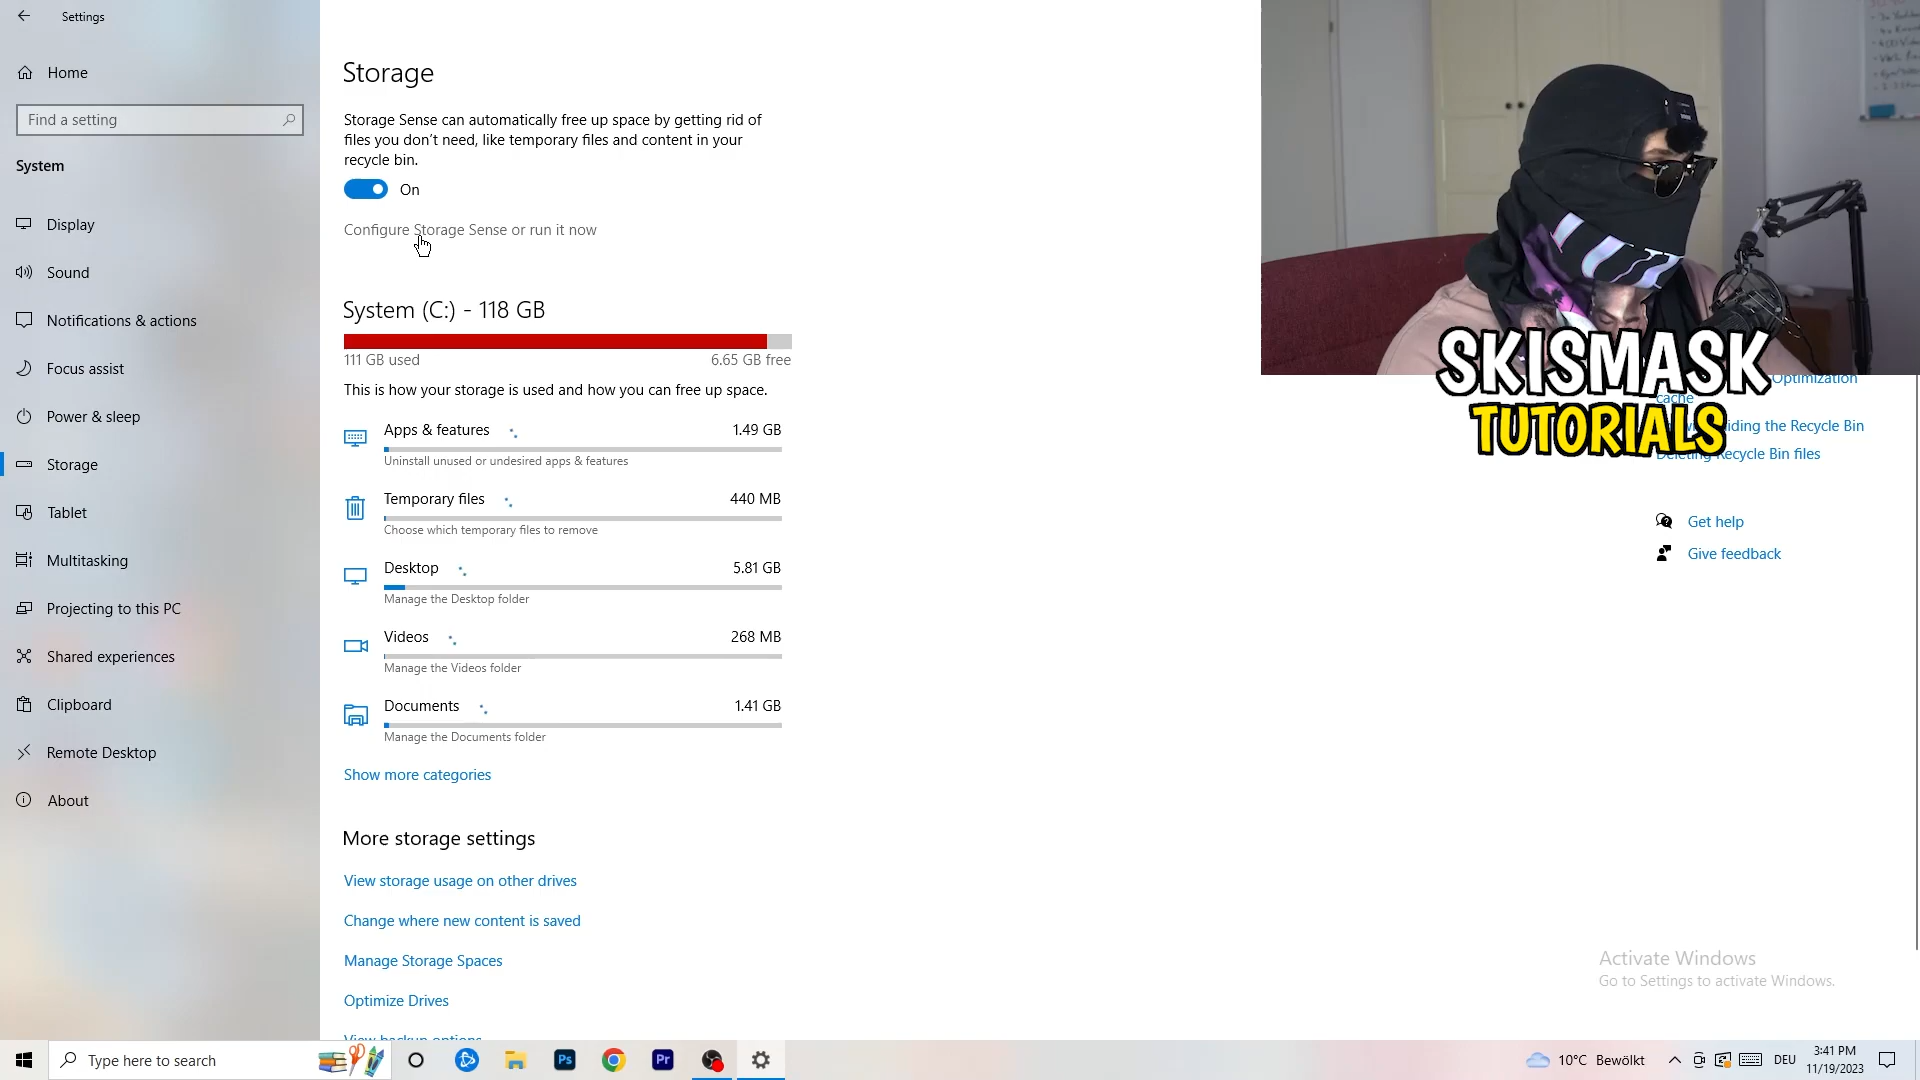 Settings
Home
Find a setting
System
Display
Sound
Notifications & actions
Focus assist
Power & sleep
Storage
Tablet
Multitasking
Projecting to this PC
Shared experiences
Clipboard
Remote Desktop
About
Storage
Storage Sense can automatically free up space by getting rid of
files you don't need, like temporary files and content in your
recycle bin.
On
Configure Storage Sense or run it now
System (C:) - 118 GB
111 GB used
6.65 GB free
This is how your storage is used and how you can free up space.
Apps & features
1.49 GB
Uninstall unused or undesired apps & features
Temporary files
440 MB
Choose which temporary files to remove
Desktop
5.81 GB
Manage the Desktop folder
Videos
268 MB
Manage the Videos folder
Documents
1.41 GB
Manage the Documents folder
Show more categories
More storage settings
View storage usage on other drives
Change where new content is saved
Manage Storage Spaces
Optimize Drives
View backup options
SKISMASK
TUTORIALS
Optimization
cache
the Recycle Bin
Recycle Bin files
Get help
Give feedback
Activate Windows
Go to Settings to activate Windows.
Type here to search
Ps
Pr
10°C Bewölkt
DEU
3:41 PM
11/19/2023